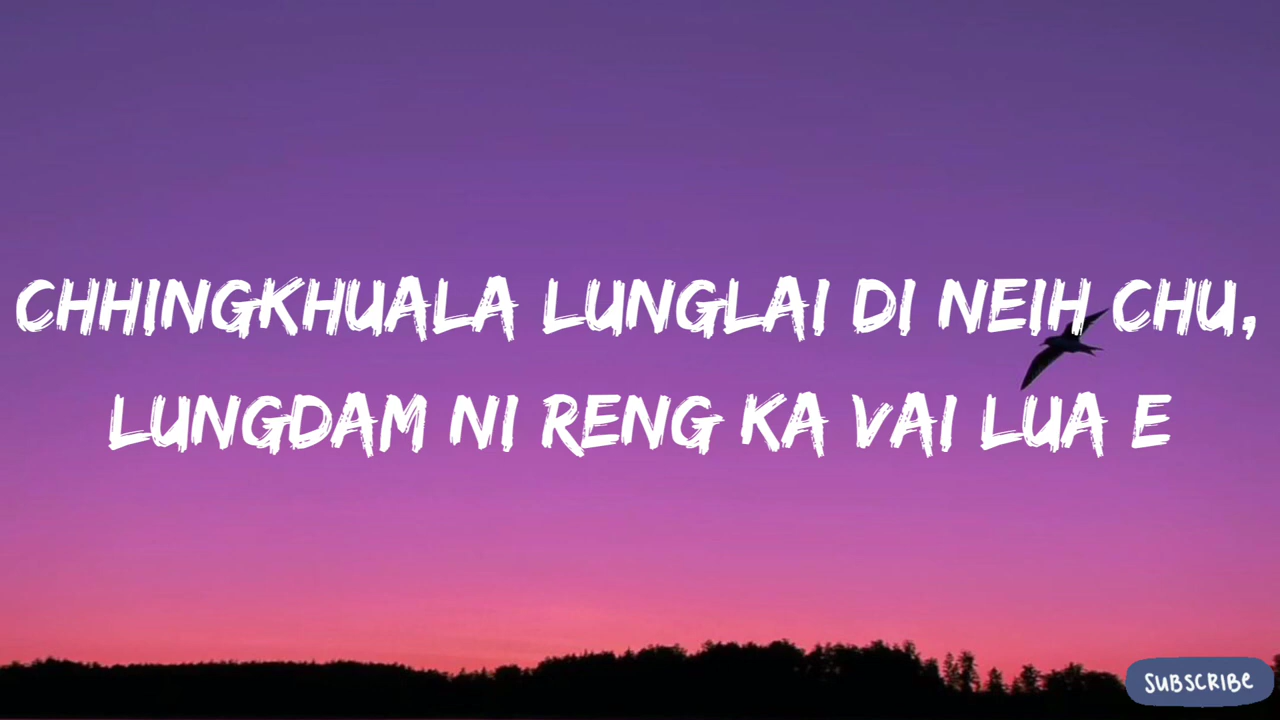 CHHINGKHUALA LUNGLAI DI NEIH CHU,
LUNGDAM NI RENG KA VAI LUA E
SUBSCRIBE